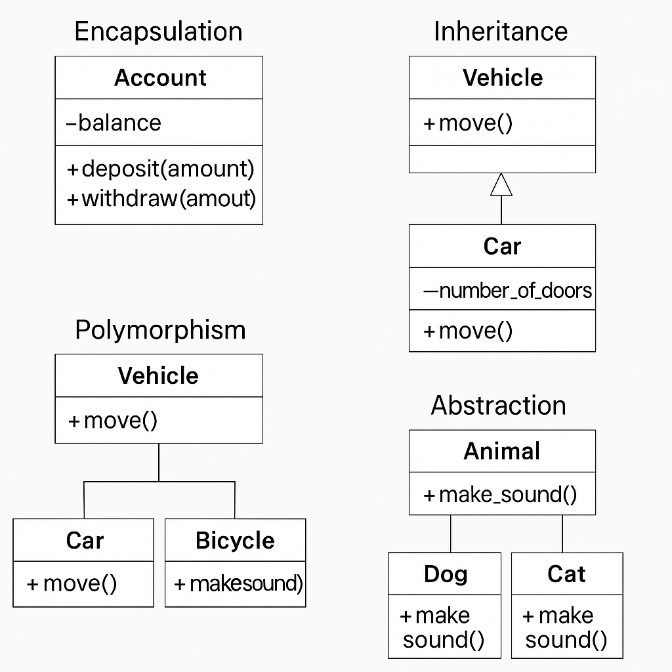 Encapsulation
Account
–balance
+deposit(amount)
+withdraw(amout)
Inheritance
Vehicle
+move()
Car
—number_of_doors
+move()
Polymorphism
Vehicle
+move()
Car
+move()
Bicycle
+makesound)
Abstraction
Animal
+make_sound()
Dog
+make
sound()
Cat
+make
sound()